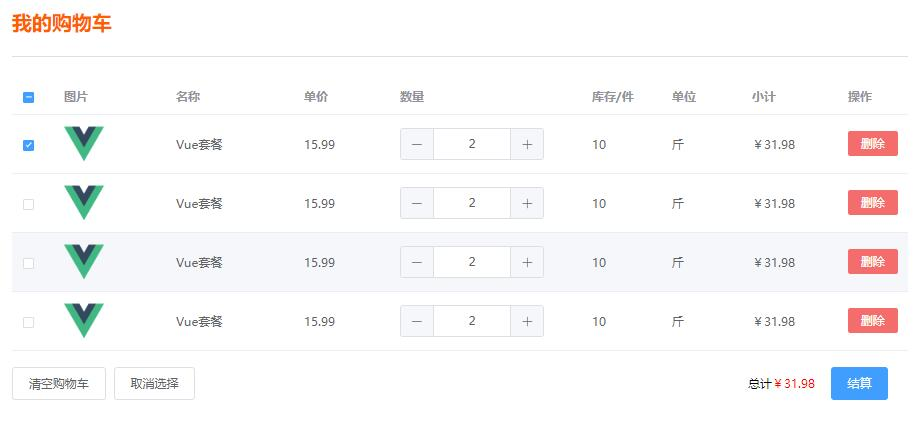 我的购物车
图片 名称 单价 数量 库存/件 单位 小计 操作
Vue套餐 15.99 2 10 斤 ¥31.98 删除
Vue套餐 15.99 2 10 斤 ¥31.98 删除
Vue套餐 15.99 2 10 斤 ¥31.98 删除
Vue套餐 15.99 2 10 斤 ¥31.98 删除
清空购物车 取消选择 总计¥31.98 结算